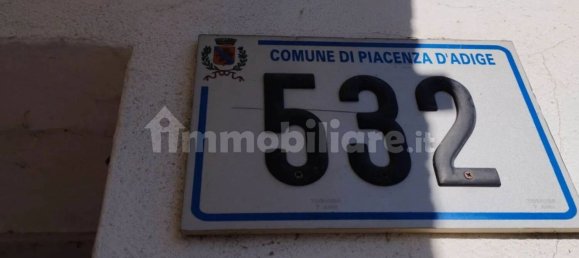 COMUNE DI PIACENZA D'ADIGE
532
immobiliare.it